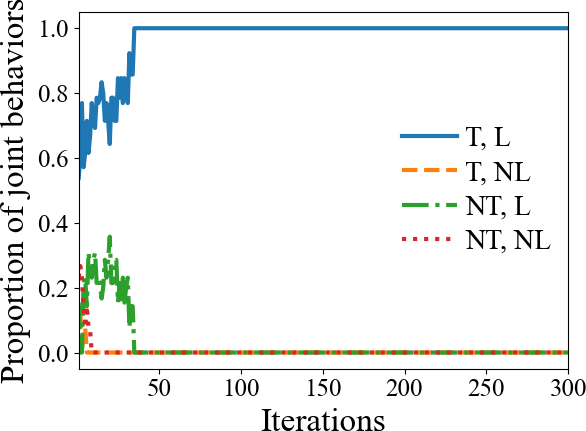 Proportion of joint behaviors
1.0
0.8
0.6
0.4
0.2
0.0
T, L
T, NL
NT, L
NT, NL
50
100
150
200
250
300
Iterations